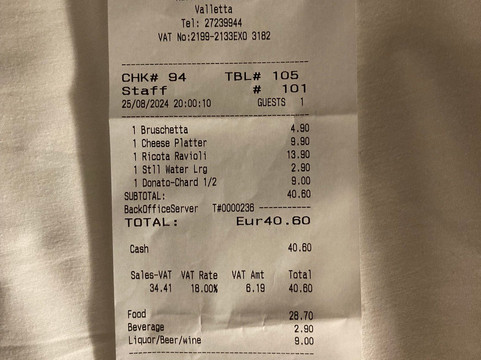 Valletta
Tel: 27239944
VAT No:2199-2133EXO 3182
CHK# 94 TBL# 105
Staff # 101
25/08/2024 20:00:10 GUESTS 1
1 Bruschetta 4.90
1 Cheese Platter 9.90
1 Ricota Ravioli 13.90
1 Stll Water Lrg 2.90
1 Donato-Chard 1/2 9.00
SUBTOTAL: 40.60
BackOfficeServer T#0000236
TOTAL: Eur40.60
Cash 40.60
Sales-VAT VAT Rate VAT Amt Total
34.41 18.00% 6.19 40.60
Food 28.70
Beverage 2.90
Liquor/Beer/wine 9.00